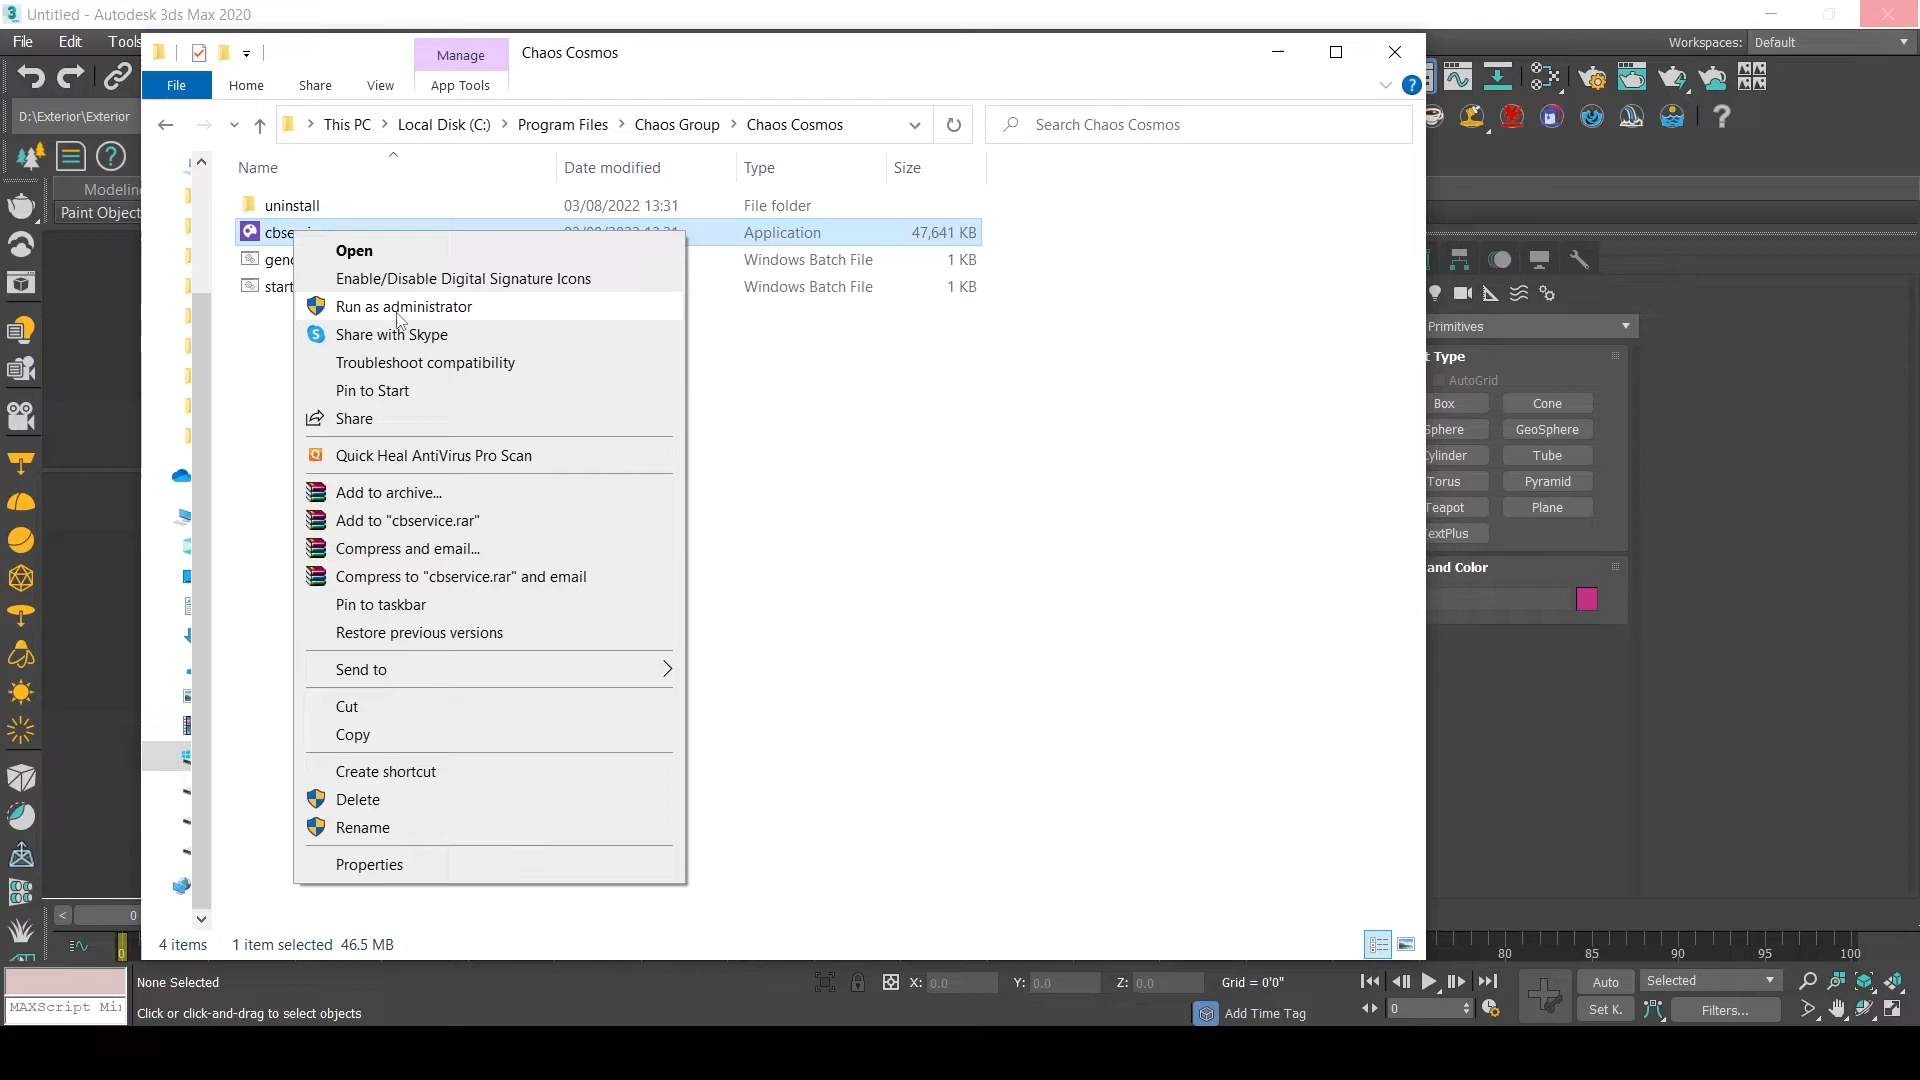 Untitled - Autodesk 3ds Max 2020
File Edit Tools
Workspaces: Default
Manage Chaos Cosmos
File Home Share View App Tools
D:\Exterior\Exterior
This PC Local Disk (C:) Program Files Chaos Group Chaos Cosmos
Search Chaos Cosmos
Name Date modified Type Size
Modelin
Paint Object
uninstall 03/08/2022 13:31 File folder
cbse Application 47,641 KB
Windows Batch File 1 KB
start Windows Batch File 1 KB
Open
Enable/Disable Digital Signature Icons
Run as administrator
Share with Skype
Troubleshoot compatibility
Pin to Start
Share
Quick Heal AntiVirus Pro Scan
Add to archive...
Add to "cbservice.rar"
Compress and email...
Compress to "cbservice.rar" and email
Pin to taskbar
Restore previous versions
Send to
Cut
Copy
Create shortcut
Delete
Rename
Properties
Primitives
t Type
AutoGrid
Box Cone
Sphere GeoSphere
Cylinder Tube
Torus Pyramid
Teapot Plane
TextPlus
and Color
4 items 1 item selected 46.5 MB
< 0
0 80 85 90 95 100
None Selected
X: 0.0 Y: 0.0 Z: 0.0 Grid = 0'0"
Auto Selected
MAXScript Mi
Click or click-and-drag to select objects
Add Time Tag
0
Set K. Filters...